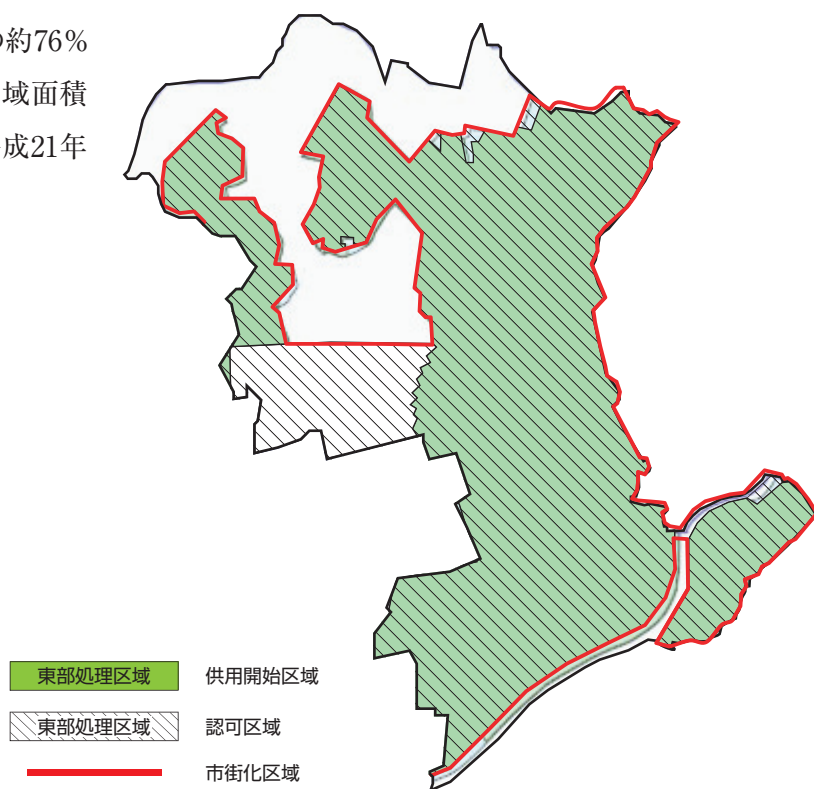 約76%
域面積
成21年
東部処理区域 供用開始区域
東部処理区域 認可区域
市街化区域